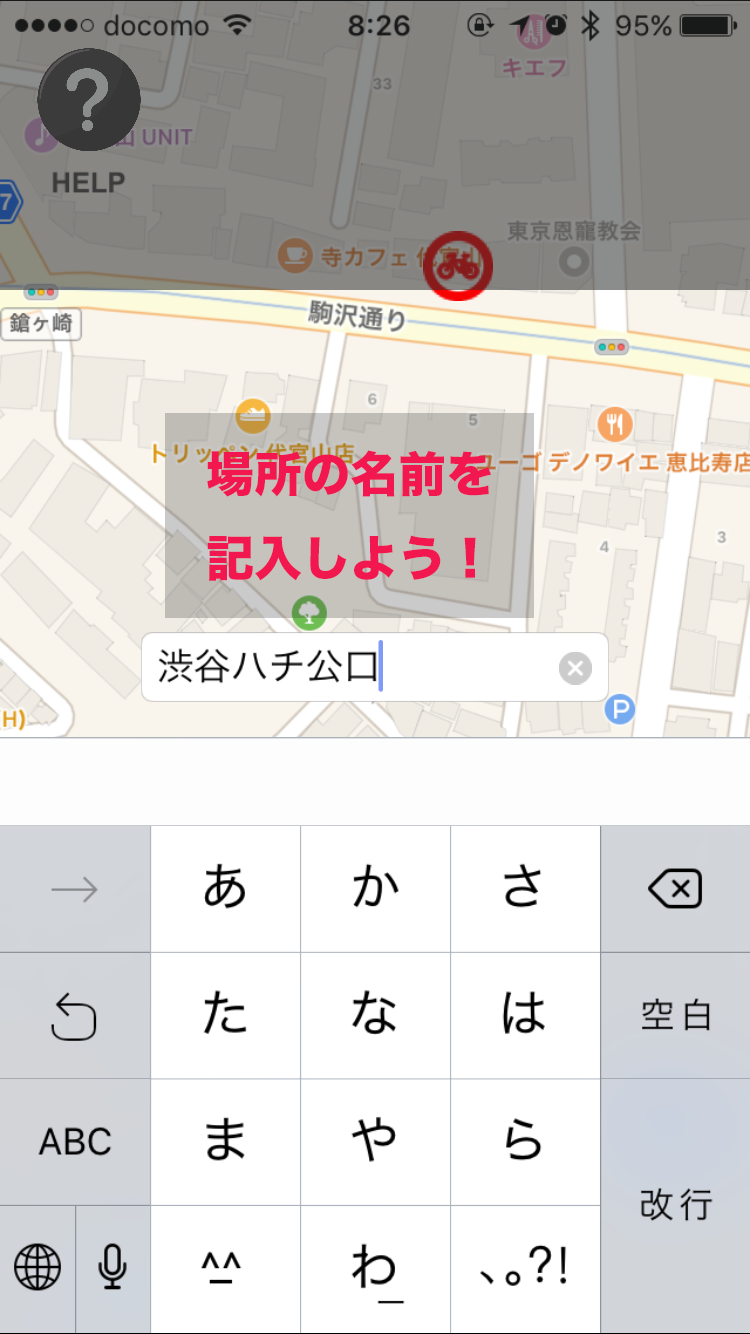 docomo 8:26 95%
キエフ
33
山 UNIT
HELP
7
東京恩寵教会
寺カフェ 代官山
駒沢通り
鎗ヶ崎
6
5
トリッペン 代官山店
ユーゴ デノワイエ 恵比寿店
場所の名前を
記入しよう!
4
3
渋谷ハチ公口
H)
P
→ あ か さ
た な は 空白
ABC ま や ら 改行
^^ わ 、。?!